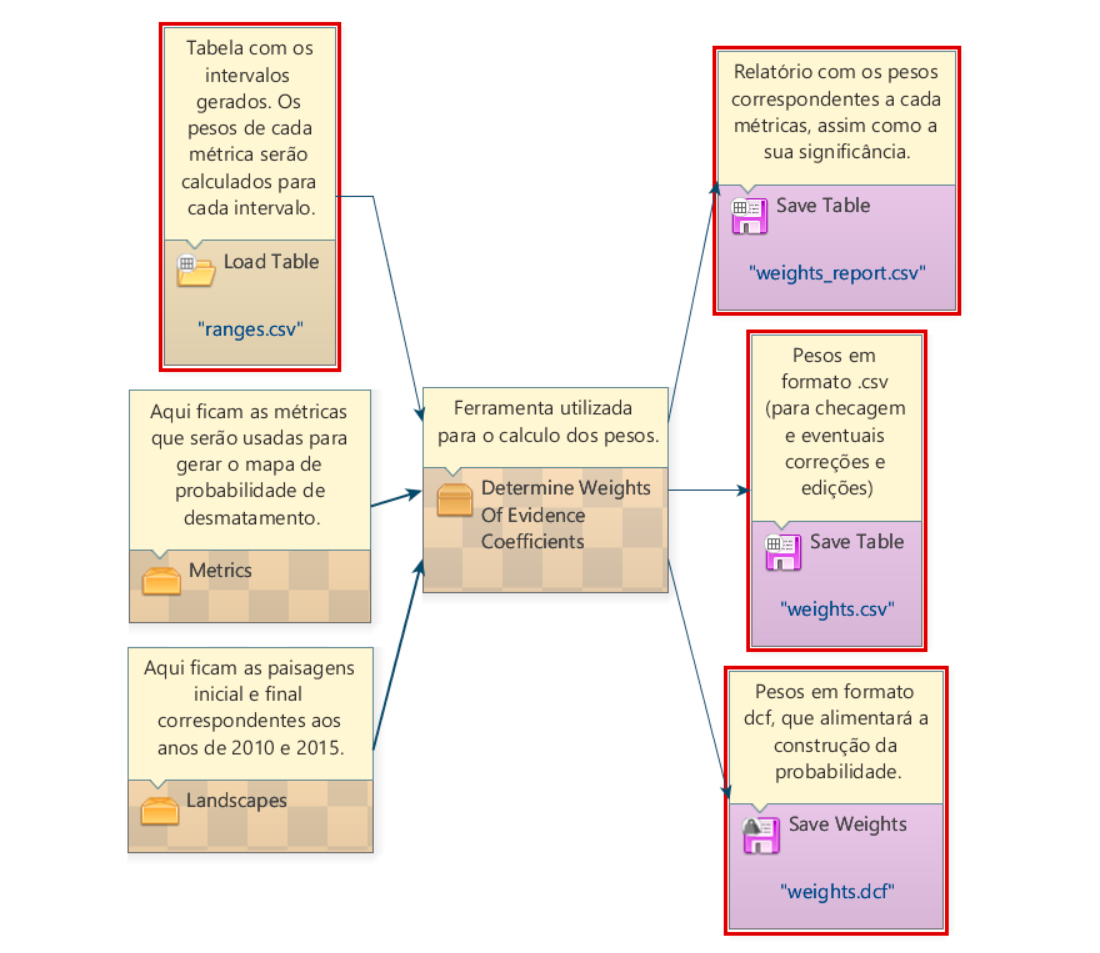 Tabela com os
intervalos
gerados. Os
pesos de cada
métrica serão
calculados para
cada intervalo.
Load Table
"ranges.csv"
Aqui ficam as métricas
que serão usadas para
gerar o mapa de
probabilidade de
desmatamento.
Metrics
Aqui ficam as paisagens
inicial e final
correspondentes aos
anos de 2010 e 2015.
Landscapes
Ferramenta utilizada
para o calculo dos pesos.
Determine Weights
Of Evidence
Coefficients
Relatório com os pesos
correspondentes a cada
métricas, assim como a
sua significância.
Save Table
"weights_report.csv"
Pesos em
formato .csv
(para checagem
e eventuais
correções e
edições)
Save Table
"weights.csv"
Pesos em formato
dcf, que alimentará a
construção da
probabilidade.
Save Weights
"weights.dcf"